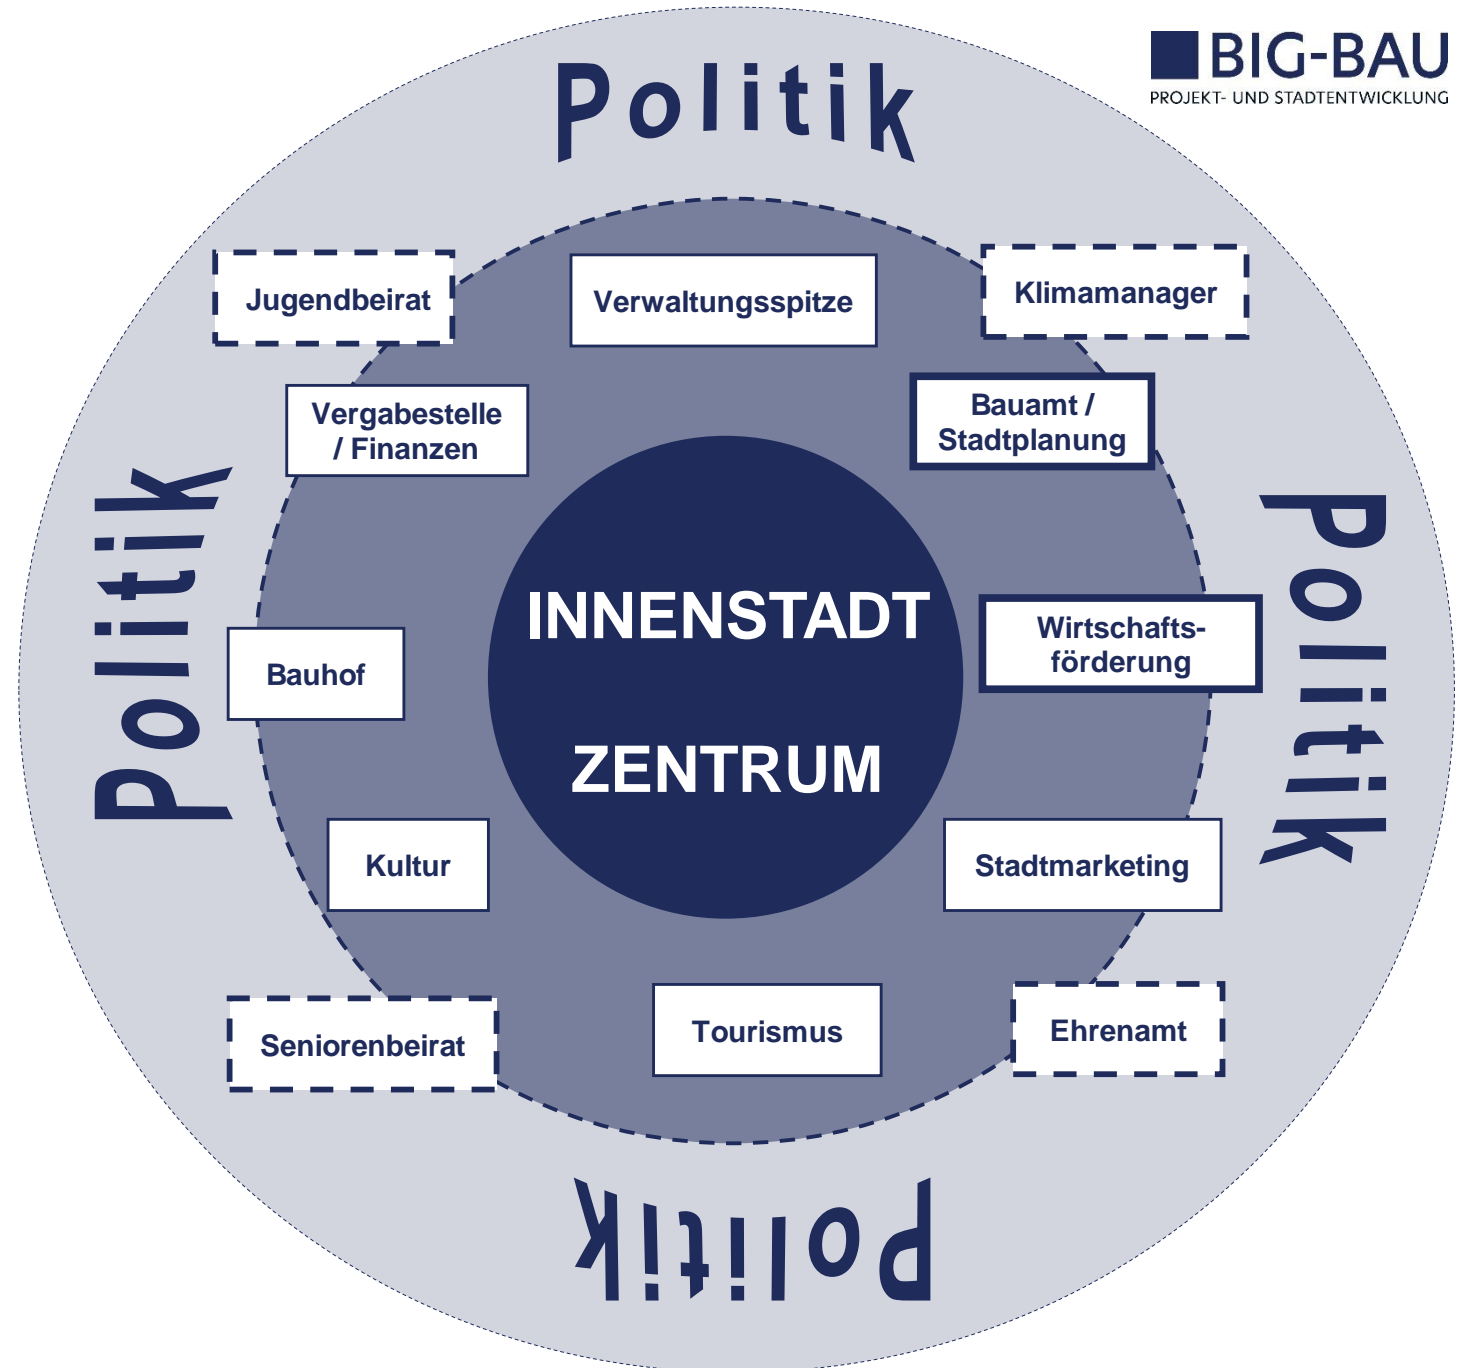 Politik
BIG-BAU
PROJEKT- UND STADTENTWICKLUNG
Jugendbeirat
Verwaltungsspitze
Klimamanager
Vergabestelle
/ Finanzen
Bauamt /
Stadtplanung
Politik
INNENSTADT
ZENTRUM
Politik
Bauhof
Wirtschafts-
förderung
Kultur
Stadtmarketing
Seniorenbeirat
Tourismus
Ehrenamt
Politik